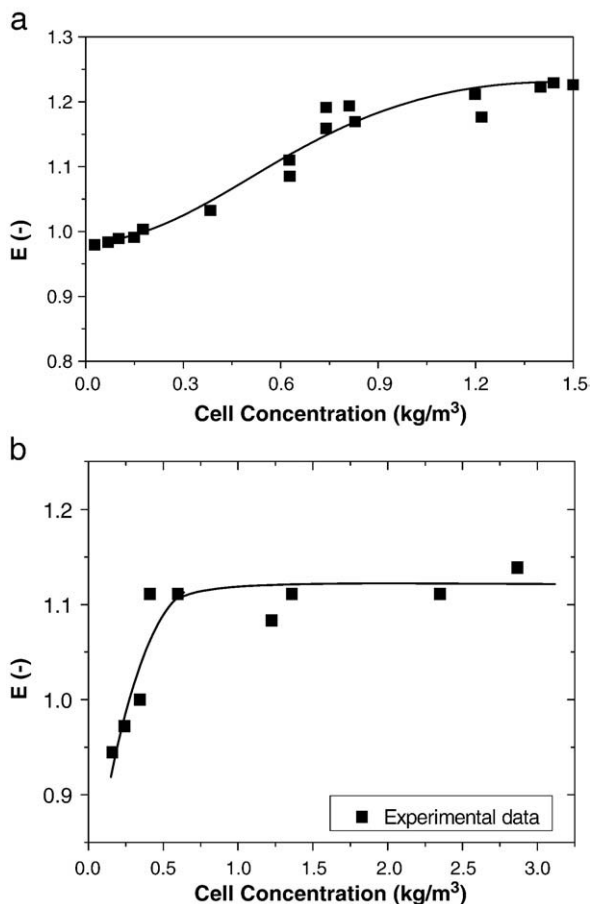 a
1.3
1.2
1.1
1.0
0.9
0.8
E (-)
0.0 0.3 0.6 0.9 1.2 1.5
Cell Concentration (kg/m³)
b
1.2
1.1
1.0
0.9
E (-)
Experimental data
0.0 0.5 1.0 1.5 2.0 2.5 3.0
Cell Concentration (kg/m³)